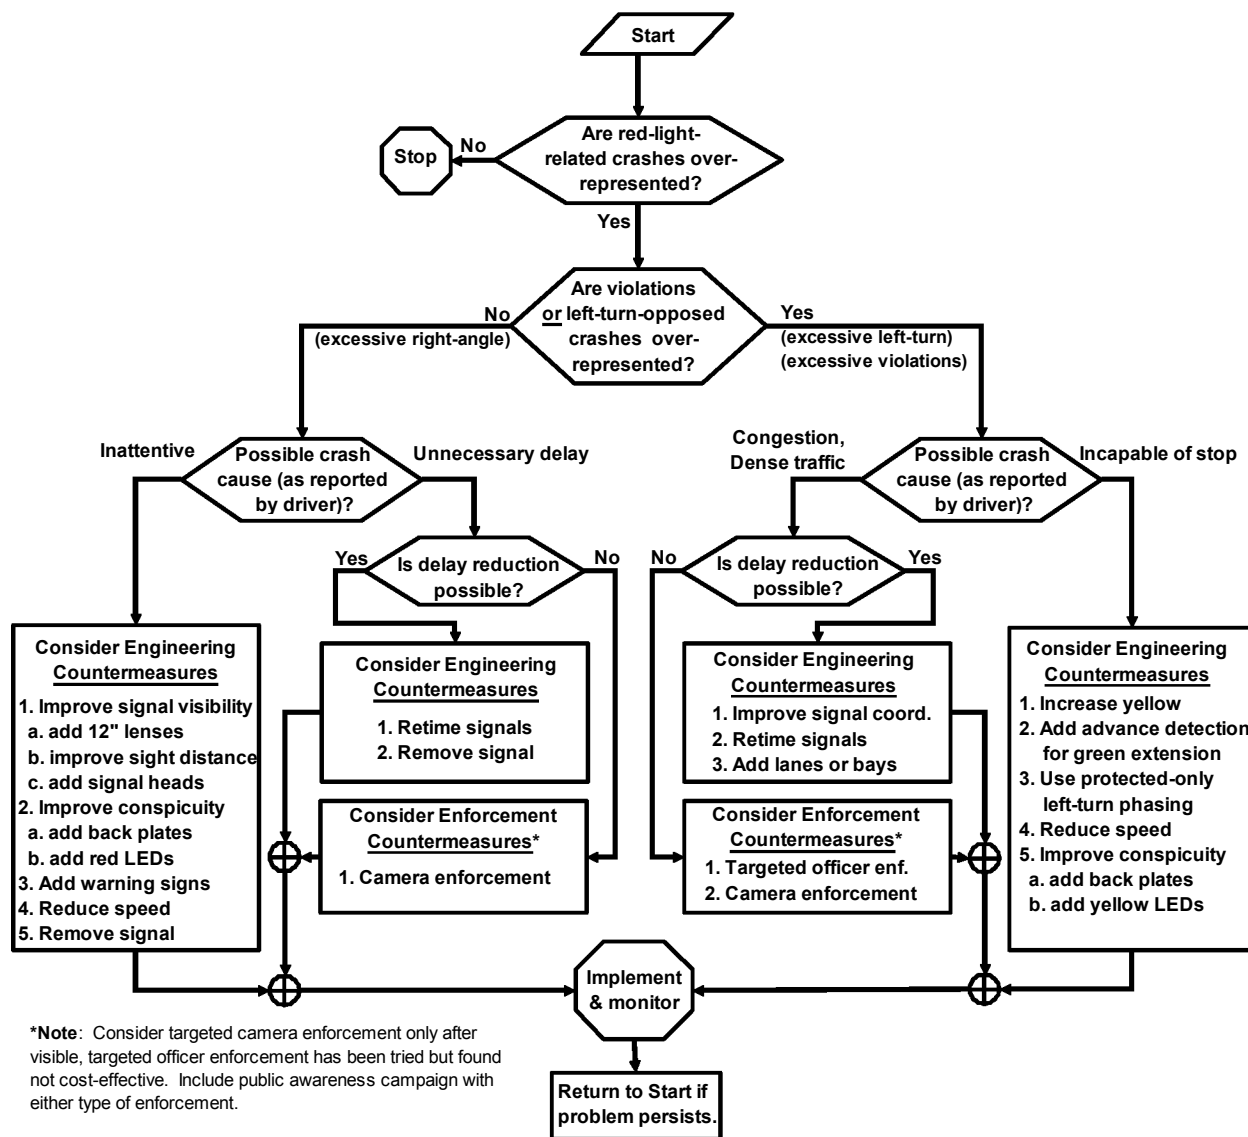 Start
Are red-light-
related crashes over-
represented?
No
Stop
Yes
Are violations
or left-turn-opposed
crashes over-
represented?
No
(excessive right-angle)
Yes
(excessive left-turn)
(excessive violations)
Inattentive
Possible crash
cause (as reported
by driver)?
Unnecessary delay
Congestion,
Dense traffic
Possible crash
cause (as reported
by driver)?
Incapable of stop
Yes
Is delay reduction
possible?
No
No
Is delay reduction
possible?
Yes
Consider Engineering
Countermeasures
1. Improve signal visibility
a. add 12" lenses
b. improve sight distance
c. add signal heads
2. Improve conspicuity
a. add back plates
b. add red LEDs
3. Add warning signs
4. Reduce speed
5. Remove signal
Consider Engineering
Countermeasures
1. Retime signals
2. Remove signal
Consider Enforcement
Countermeasures*
1. Camera enforcement
Consider Engineering
Countermeasures
1. Improve signal coord.
2. Retime signals
3. Add lanes or bays
Consider Enforcement
Countermeasures*
1. Targeted officer enf.
2. Camera enforcement
Consider Engineering
Countermeasures
1. Increase yellow
2. Add advance detection
for green extension
3. Use protected-only
left-turn phasing
4. Reduce speed
5. Improve conspicuity
a. add back plates
b. add yellow LEDs
Implement
& monitor
Return to Start if
problem persists.
*Note: Consider targeted camera enforcement only after
visible, targeted officer enforcement has been tried but found
not cost-effective. Include public awareness campaign with
either type of enforcement.